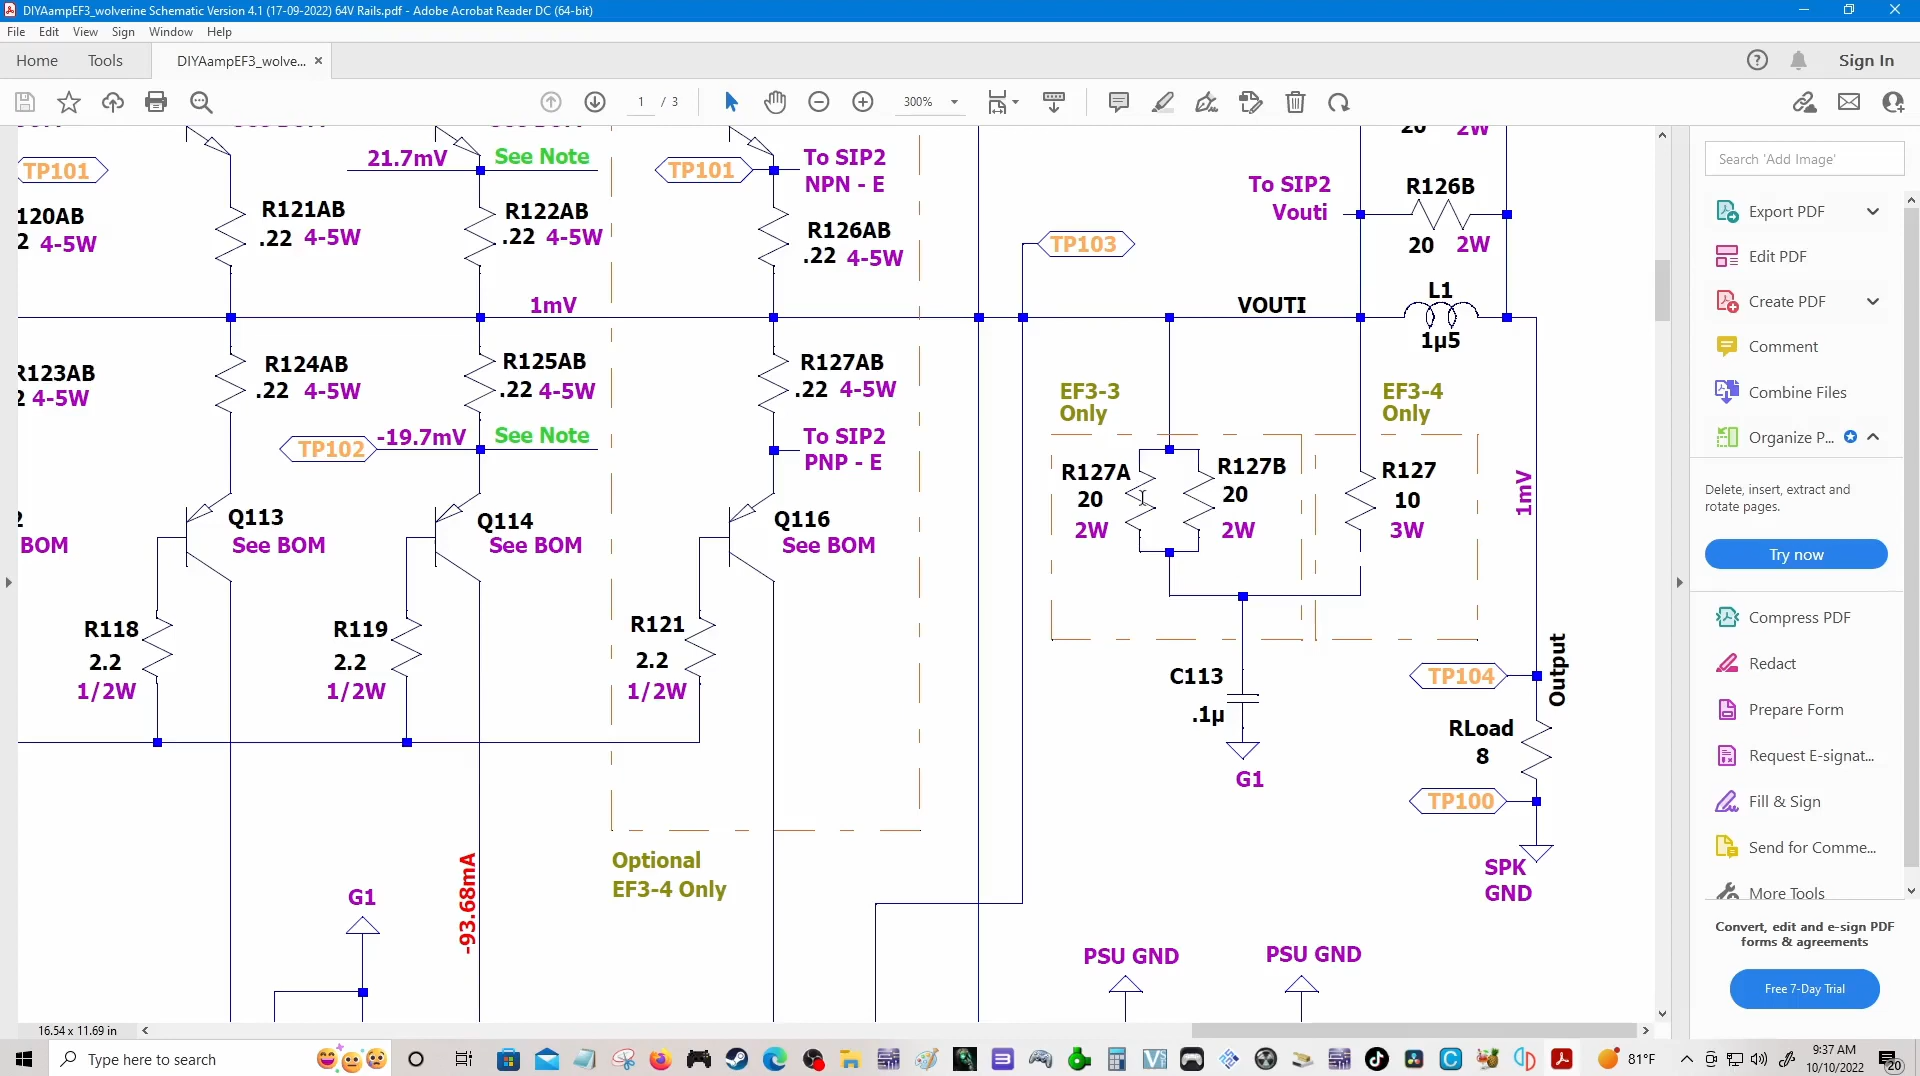 DIYAampEF3_wolverine Schematic Version 4.1 (17-09-2022) 64V Rails.pdf - Adobe Acrobat Reader DC (64-bit)
File Edit View Sign Window Help
Home Tools DIYAampEF3_wolve... × Sign In
1 / 3 300%
20 2W
TP101 21.7mV See Note TP101 To SIP2
NPN - E
To SIP2
Vouti
R126B
20 2W
120AB
2 4-5W
R121AB
.22 4-5W
R122AB
.22 4-5W
R126AB
.22 4-5W
TP103
1mV
VOUTI
L1
1µ5
R123AB
2 4-5W
R124AB
.22 4-5W
R125AB
.22 4-5W
R127AB
.22 4-5W
EF3-3
Only
EF3-4
Only
TP102 -19.7mV See Note
To SIP2
PNP - E
R127A
20
2W
R127B
20
2W
R127
10
3W
1mV
2
BOM
Q113
See BOM
Q114
See BOM
Q116
See BOM
R118
2.2
1/2W
R119
2.2
1/2W
R121
2.2
1/2W
C113
.1µ
G1
TP104
Output
RLoad
8
TP100
SPK
GND
Optional
EF3-4 Only
G1
-93.68mA
PSU GND
PSU GND
16.54 x 11.69 in
Search 'Add Image'
Export PDF
Edit PDF
Create PDF
Comment
Combine Files
Organize P...
Delete, insert, extract and
rotate pages.
Try now
Compress PDF
Redact
Prepare Form
Request E-signat...
Fill & Sign
Send for Comme...
More Tools
Convert, edit and e-sign PDF
forms & agreements
Free 7-Day Trial
Type here to search
81°F
9:37 AM
10/10/2022
20